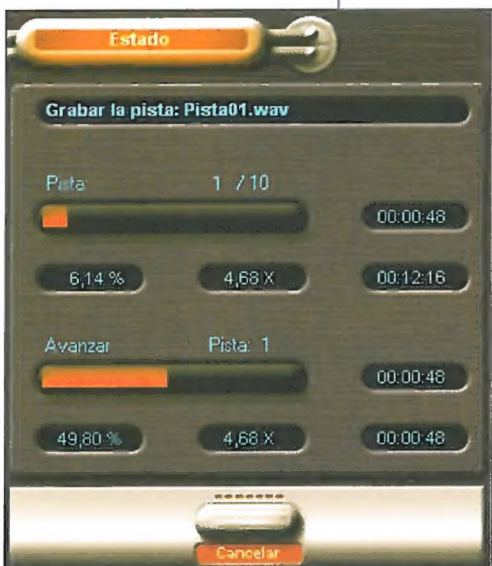 Estado
Grabar la pista: Pista01.wav
Pista: 1 / 10
00:00:48
6,14 % 4,68 X 00:12:16
Avanzar Pista: 1
00:00:48
49,80 % 4,68 X 00:00:48
Cancelar